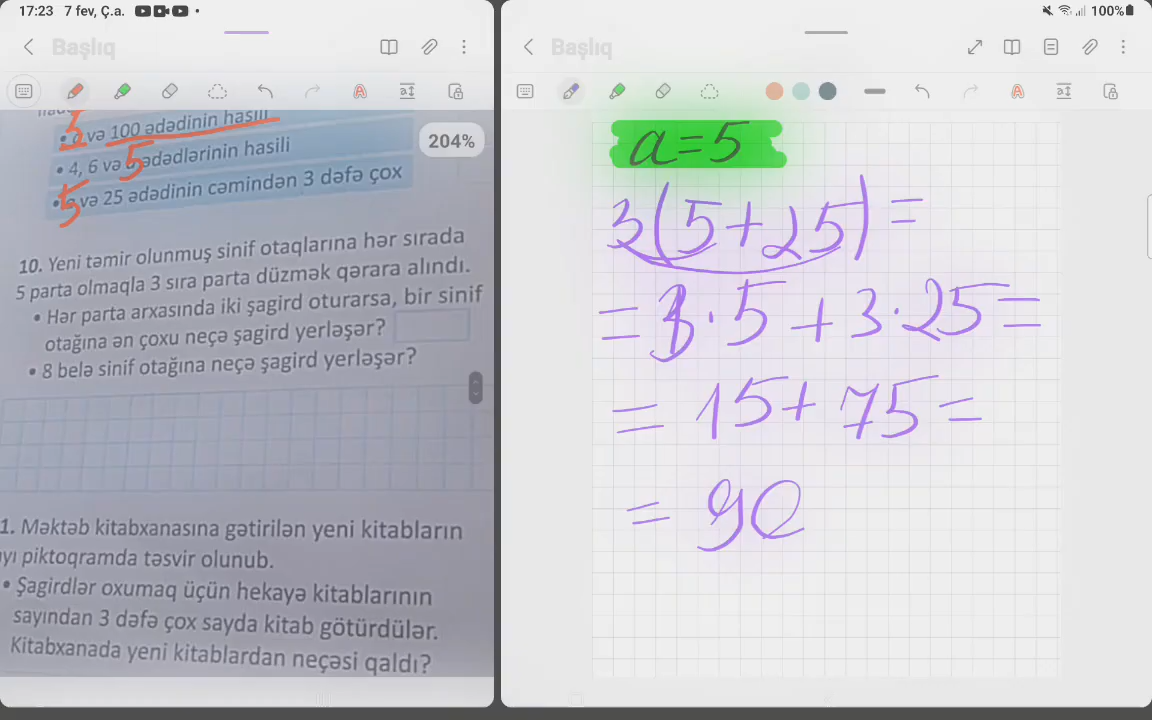 17:23 7 fev, Ç.a.
100%
Başlıq
Başlıq
5 və 100 ədədinin hasili
• 4, 6 və 5 ədədlərinin hasili
• 5 və 25 ədədinin cəmindən 3 dəfə çox
204%
10. Yeni təmir olunmuş sinif otaqlarına hər sırada
5 parta olmaqla 3 sıra parta düzmək qərara alındı.
• Hər parta arxasında iki şagird oturarsa, bir sinif
otağına ən çoxu neçə şagird yerləşər?
• 8 belə sinif otağına neçə şagird yerləşər?
1. Məktəb kitabxanasına gətirilən yeni kitabların
yı piktoqramda təsvir olunub.
• Şagirdlər oxumaq üçün hekayə kitablarının
sayından 3 dəfə çox sayda kitab götürdülər.
Kitabxanada yeni kitablardan neçəsi qaldı?
a = 5
3(5+25) =
= 3·5 + 3·25 =
= 15 + 75 =
= 90